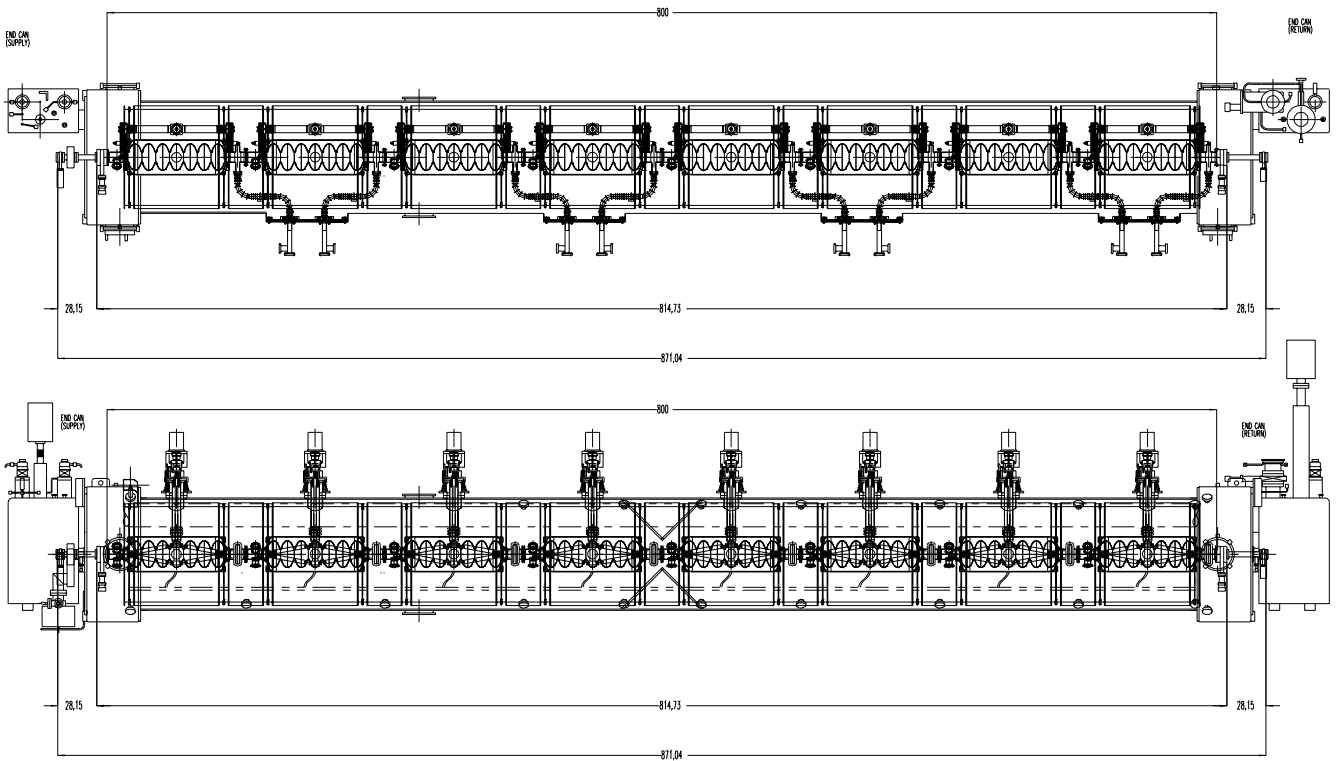 800
END CAN
(SUPPLY)
END CAN
(RETURN)
28,15
814,73
28,15
871,04
800
END CAN
(SUPPLY)
END CAN
(RETURN)
28,15
814,73
28,15
871,04